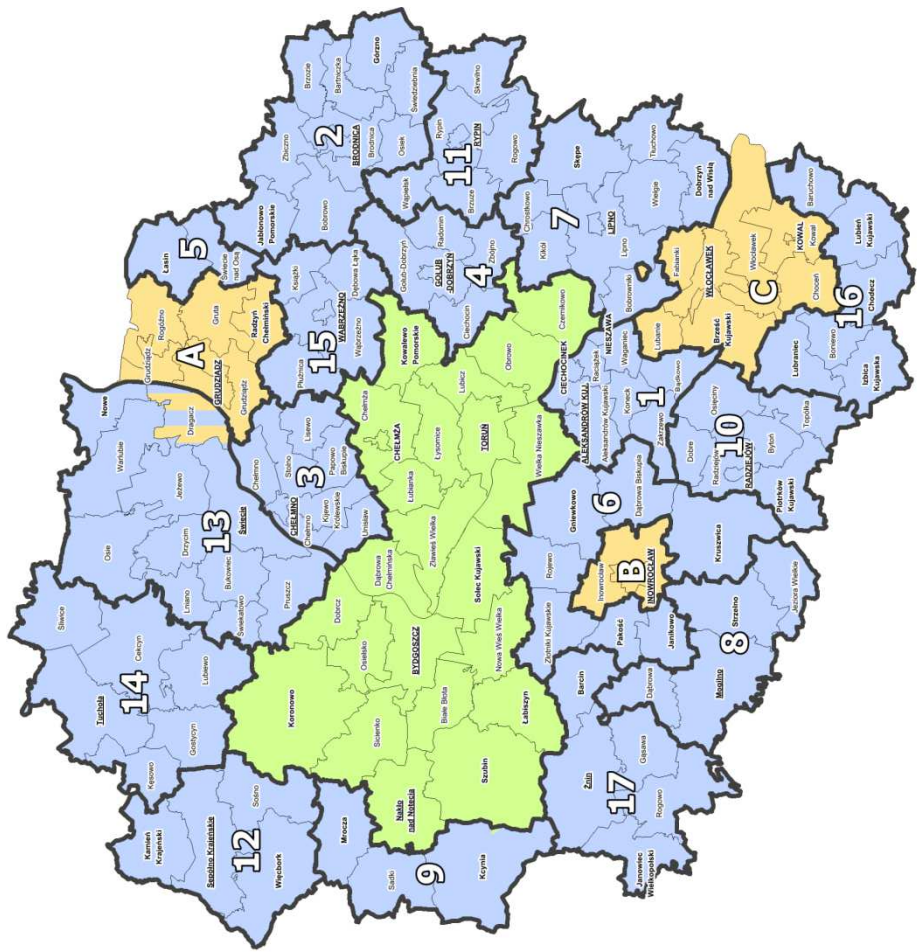 14
Śliwice
Tuchola
Cekcyn
Kęsowo
Lubiewo
Gostycyn
12
Kamień
Krajeński
Sępólno Krajeńskie
Sośno
Więcbork
13
Nowe
Warlubie
Osie
Dragacz
Jeżewo
Drzycim
Lniano
Świecie
Bukowiec
Świekatowo
Pruszcz
A
Grudziądz
Rogóźno
GRUDZIĄDZ
Gruta
Grudziądz
Radzyń
Chełmiński
5
Łasin
Świecie
nad Osą
2
Brzozie
Górzno
Zbiczno
Bartniczka
BRODNICA
Brodnica
Jabłonowo
Pomorskie
Bobrowo
Osiek
Świedziebnia
11
Skrwilno
Rypin
RYPIN
Wąpielsk
Brzuze
Rogowo
15
Książki
Płużnica
WĄBRZEŹNO
Dębowa Łąka
Wąbrzeźno
3
Chełmno
Stolno
Lisewo
CHEŁMNO
Chełmno
Kijewo
Królewskie
Papowo
Biskupie
Unisław
4
Golub-Dobrzyń
Radomin
GOLUB
-DOBRZYŃ
Zbójno
Ciechocin
7
Chrostkowo
Skępe
Kikół
LIPNO
Lipno
Tłuchowo
Wielgie
Dobrzyń
nad Wisłą
Bobrowniki
Kowalewo
Pomorskie
Chełmża
CHEŁMŻA
Łysomice
Lubicz
Łubianka
TORUŃ
Obrowo
Czernikowo
Zławieś Wielka
Wielka Nieszawka
Dąbrowa
Chełmińska
Dobrcz
Koronowo
Osielsko
BYDGOSZCZ
Solec Kujawski
Sicienko
Białe Błota
Nowa Wieś Wielka
Nakło
nad Notecią
Szubin
Łabiszyn
9
Mrocza
Sadki
Kcynia
17
Barcin
Żnin
Gąsawa
Rogowo
Janowiec
Wielkopolski
8
Dąbrowa
Mogilno
Strzelno
Jeziora Wielkie
6
Gniewkowo
Rojewo
Dąbrowa Biskupia
Złotniki Kujawskie
Pakość
Janikowo
Kruszwica
B
Inowrocław
INOWROCŁAW
1
CIECHOCINEK
NIESZAWA
Raciążek
ALEKSANDRÓW KUJ.
Aleksandrów Kujawski
Waganiec
Koneck
Zakrzewo
Bądkowo
10
Dobre
Osięciny
Radziejów
RADZIEJÓW
Bytoń
Topólka
Piotrków
Kujawski
C
Fabianki
Lubanie
WŁOCŁAWEK
Włocławek
Brześć
Kujawski
KOWAL
Kowal
Choceń
16
Baruchowo
Lubień
Kujawski
Chodecz
Lubraniec
Boniewo
Izbica
Kujawska